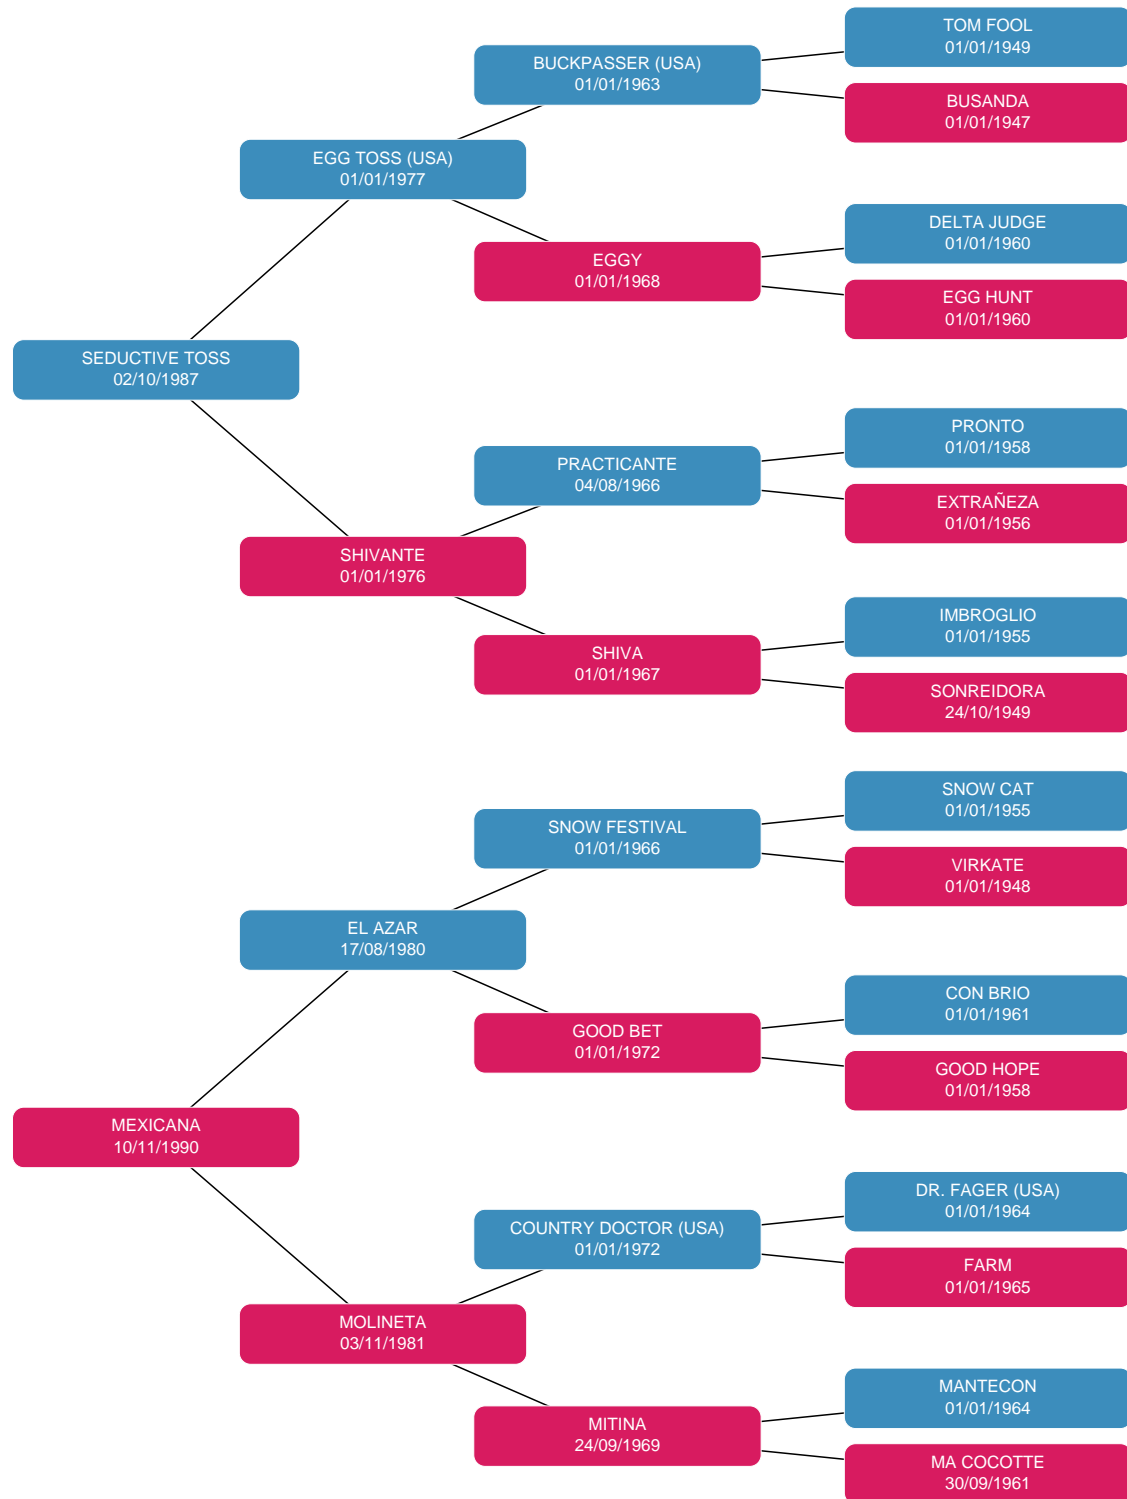 TOM FOOL
01/01/1949
BUCKPASSER (USA)
01/01/1963
BUSANDA
01/01/1947
EGG TOSS (USA)
01/01/1977
DELTA JUDGE
01/01/1960
EGGY
01/01/1968
EGG HUNT
01/01/1960
SEDUCTIVE TOSS
02/10/1987
PRONTO
01/01/1958
PRACTICANTE
04/08/1966
EXTRAÑEZA
01/01/1956
SHIVANTE
01/01/1976
IMBROGLIO
01/01/1955
SHIVA
01/01/1967
SONREIDORA
24/10/1949
SNOW CAT
01/01/1955
SNOW FESTIVAL
01/01/1966
VIRKATE
01/01/1948
EL AZAR
17/08/1980
CON BRIO
01/01/1961
GOOD BET
01/01/1972
GOOD HOPE
01/01/1958
MEXICANA
10/11/1990
DR. FAGER (USA)
01/01/1964
COUNTRY DOCTOR (USA)
01/01/1972
FARM
01/01/1965
MOLINETA
03/11/1981
MANTECON
01/01/1964
MITINA
24/09/1969
MA COCOTTE
30/09/1961